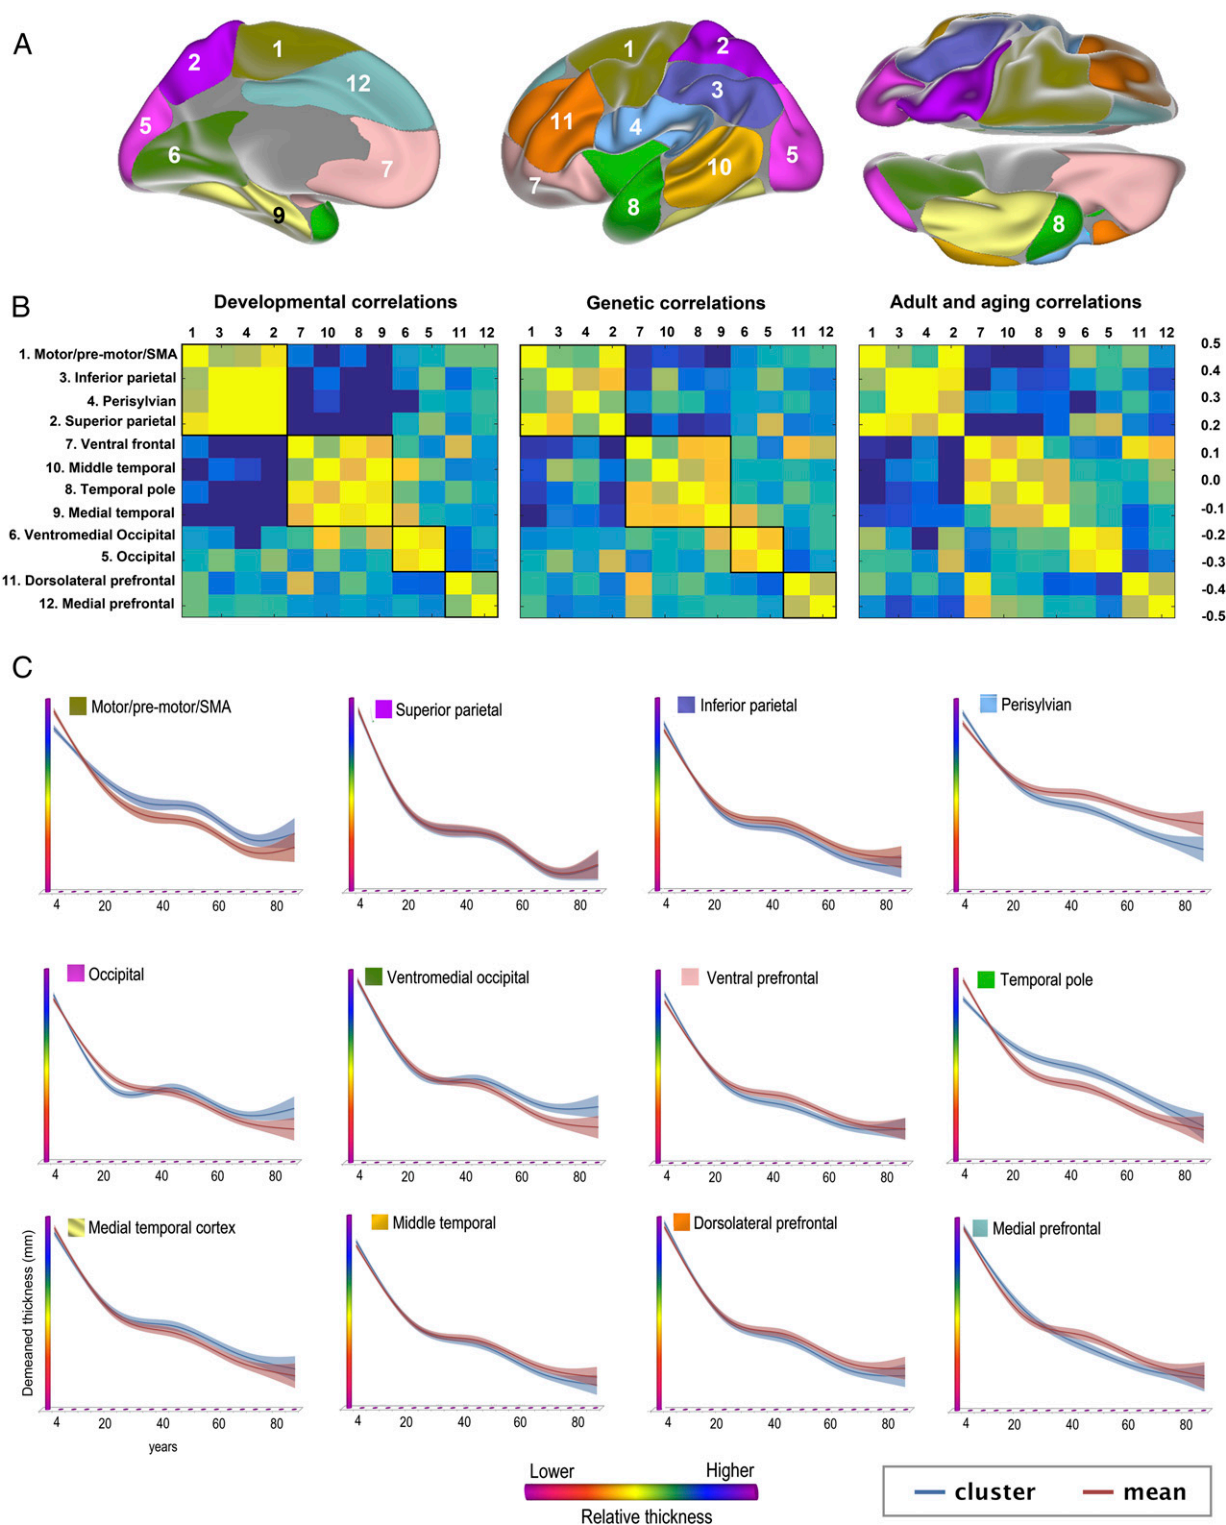 A
2
1
12
5
6
7
9
1
2
3
11
4
10
5
7
8
8
B
Developmental correlations
Genetic correlations
Adult and aging correlations
1 3 4 2 7 10 8 9 6 5 11 12
1 3 4 2 7 10 8 9 6 5 11 12
1 3 4 2 7 10 8 9 6 5 11 12
1. Motor/pre-motor/SMA
3. Inferior parietal
4. Perisylvian
2. Superior parietal
7. Ventral frontal
10. Middle temporal
8. Temporal pole
9. Medial temporal
6. Ventromedial Occipital
5. Occipital
11. Dorsolateral prefrontal
12. Medial prefrontal
0.5
0.4
0.3
0.2
0.1
0.0
-0.1
-0.2
-0.3
-0.4
-0.5
C
Motor/pre-motor/SMA
Superior parietal
Inferior parietal
Perisylvian
4 20 40 60 80
4 20 40 60 80
4 20 40 60 80
4 20 40 60 80
Occipital
Ventromedial occipital
Ventral prefrontal
Temporal pole
4 20 40 60 80
4 20 40 60 80
4 20 40 60 80
4 20 40 60 80
Medial temporal cortex
Middle temporal
Dorsolateral prefrontal
Medial prefrontal
Demeaned thickness (mm)
4 20 40 60 80
4 20 40 60 80
4 20 40 60 80
4 20 40 60 80
years
Lower
Higher
Relative thickness
cluster
mean